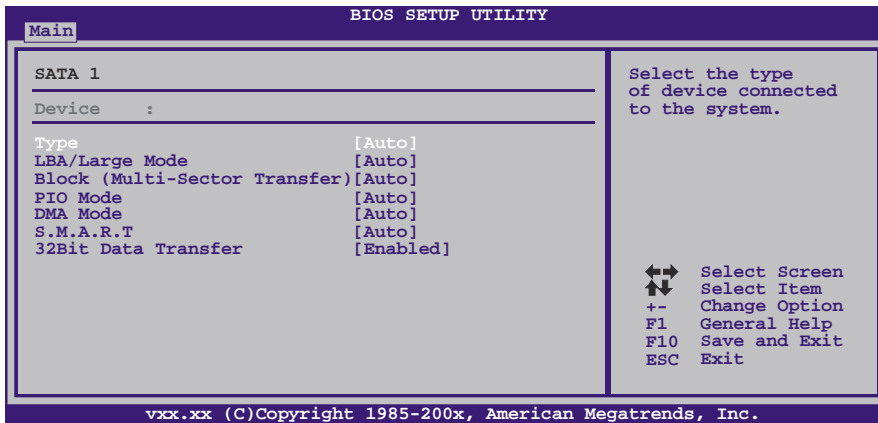 BIOS SETUP UTILITY
Main
SATA 1
Device :
Type [Auto]
LBA/Large Mode [Auto]
Block (Multi-Sector Transfer)[Auto]
PIO Mode [Auto]
DMA Mode [Auto]
S.M.A.R.T [Auto]
32Bit Data Transfer [Enabled]
Select the type
of device connected
to the system.
Select Screen
Select Item
+- Change Option
F1 General Help
F10 Save and Exit
ESC Exit
vxx.xx (C)Copyright 1985-200x, American Megatrends, Inc.